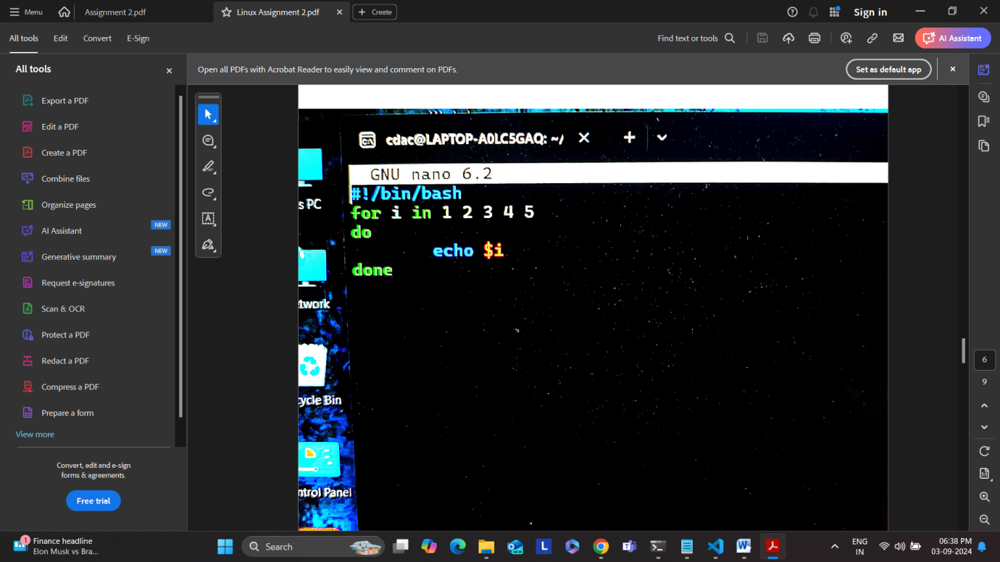 Menu
Assignment 2.pdf
Linux Assignment 2.pdf
Create
Sign in
All tools
Edit
Convert
E-Sign
Find text or tools
AI Assistant
All tools
Open all PDFs with Acrobat Reader to easily view and comment on PDFs.
Set as default app
Export a PDF
Edit a PDF
Create a PDF
Combine files
Organize pages
AI Assistant
NEW
Generative summary
NEW
Request e-signatures
Scan & OCR
Protect a PDF
Redact a PDF
Compress a PDF
Prepare a form
View more
Convert, edit and e-sign
forms & agreements.
Free trial
cdac@LAPTOP-A0LC5GAQ: ~/
GNU nano 6.2
#!/bin/bash
for i in 1 2 3 4 5
do
echo $i
done
s PC
twork
cycle Bin
ntrol Panel
6
9
1
Finance headline
Elon Musk vs Bra...
Search
NEW
ENG
IN
06:38 PM
03-09-2024